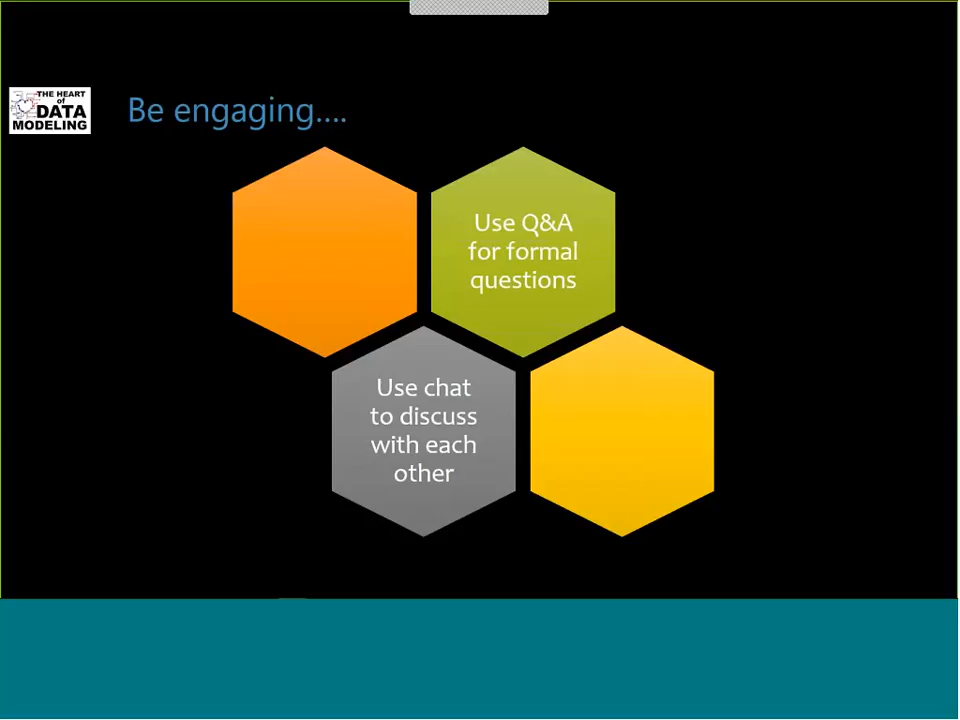 THE HEART
of
DATA
MODELING
Be engaging....
Use Q&A
for formal
questions
Use chat
to discuss
with each
other